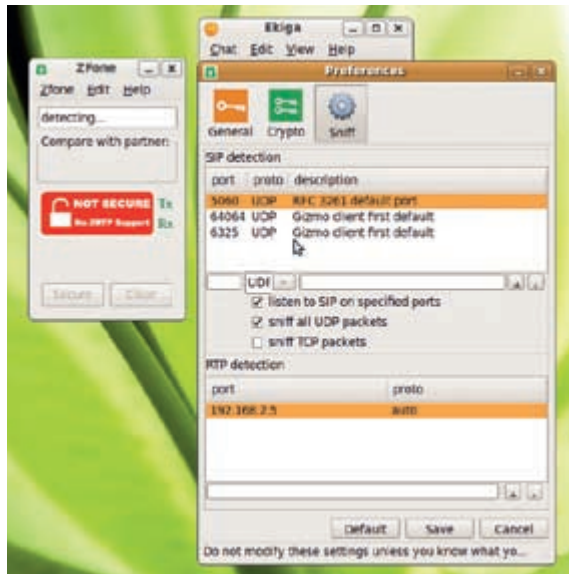 Ekiga
Chat Edit View Help
ZFone
Zfone Edit Help
detecting...
Compare with partner:
NOT SECURE
No ZRTP Support
Tx
Rx
Secure Clear
Preferences
General Crypto Sniff
SIP detection
port proto description
5060 UDP RFC 3261 default port
64064 UDP Gizmo client first default
6325 UDP Gizmo client first default
UDP
listen to SIP on specified ports
sniff all UDP packets
sniff TCP packets
RTP detection
port proto
192.168.2.5 auto
Default Save Cancel
Do not modify these settings unless you know what yo...